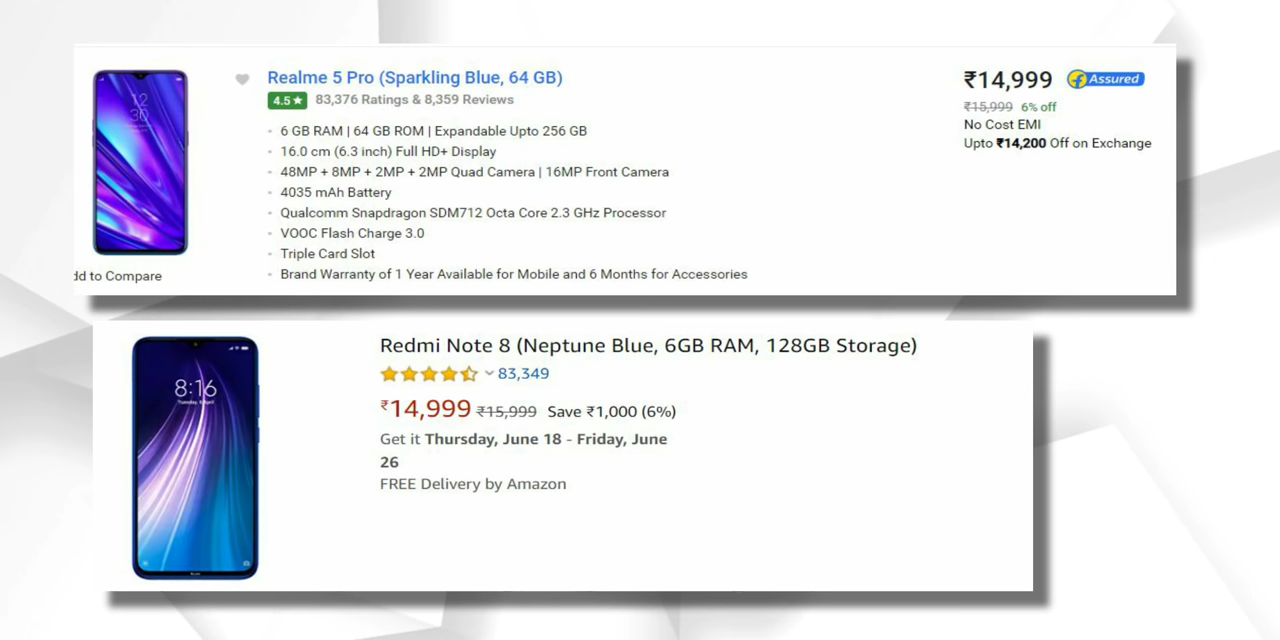 Realme 5 Pro (Sparkling Blue, 64 GB)
4.5★ 83,376 Ratings & 8,359 Reviews
6 GB RAM | 64 GB ROM | Expandable Upto 256 GB
16.0 cm (6.3 inch) Full HD+ Display
48MP + 8MP + 2MP + 2MP Quad Camera | 16MP Front Camera
4035 mAh Battery
Qualcomm Snapdragon SDM712 Octa Core 2.3 GHz Processor
VOOC Flash Charge 3.0
Triple Card Slot
Brand Warranty of 1 Year Available for Mobile and 6 Months for Accessories
₹14,999 Assured
₹15,999 6% off
No Cost EMI
Upto ₹14,200 Off on Exchange
12
30
dd to Compare
Redmi Note 8 (Neptune Blue, 6GB RAM, 128GB Storage)
83,349
₹14,999 ₹15,999 Save ₹1,000 (6%)
Get it Thursday, June 18 - Friday, June
26
FREE Delivery by Amazon
8:16